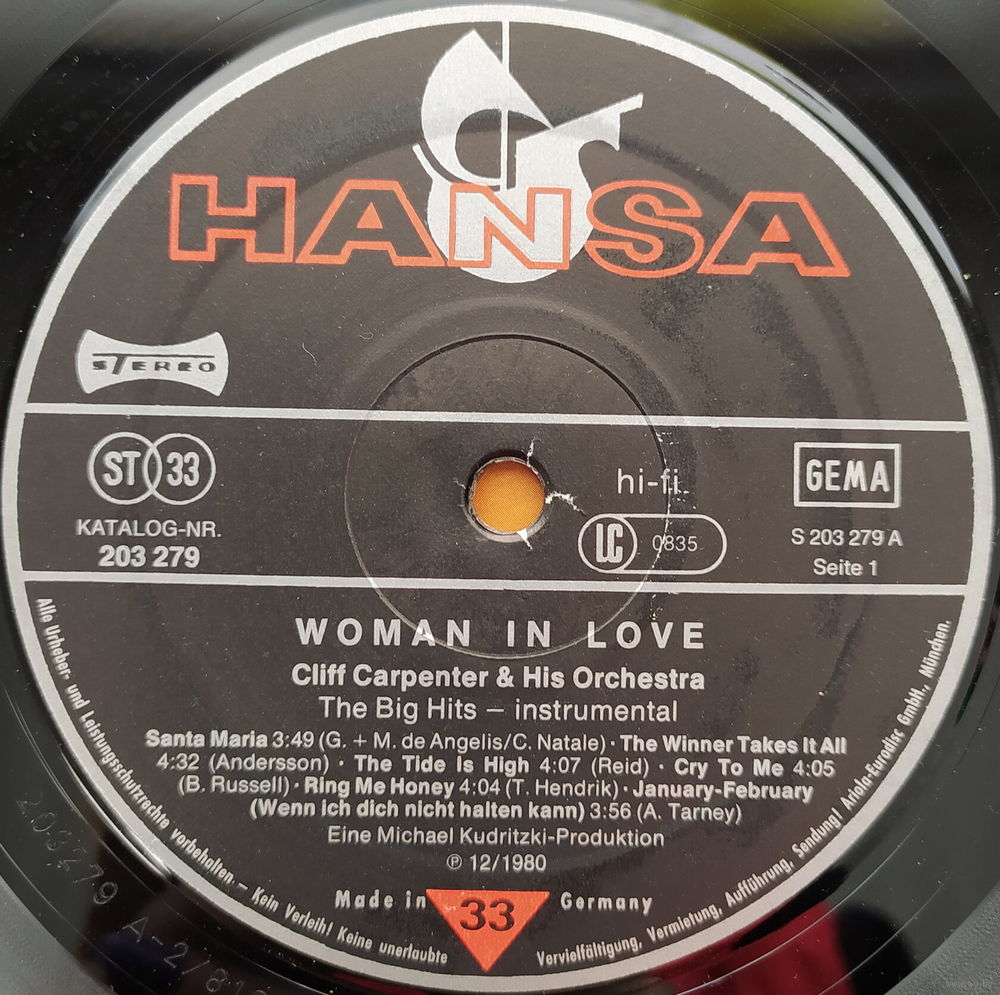 HANSA
STEREO
ST 33
KATALOG-NR.
203 279
hi-fi
LC 0835
GEMA
S 203 279 A
Seite 1
WOMAN IN LOVE
Cliff Carpenter & His Orchestra
The Big Hits – instrumental
Santa Maria 3:49 (G. + M. de Angelis/C. Natale) · The Winner Takes It All
4:32 (Andersson) · The Tide Is High 4:07 (Reid) · Cry To Me 4:05
(B. Russell) · Ring Me Honey 4:04 (T. Hendrik) · January-February
(Wenn ich dich nicht halten kann) 3:56 (A. Tarney)
Eine Michael Kudritzki-Produktion
℗ 12/1980
Made in 33 Germany
Alle Urheber- und Leistungsschutzrechte vorbehalten. – Kein Verleih! Keine unerlaubte Vervielfältigung, Vermietung, Aufführung, Sendung! Ariola-Eurodisc GmbH., München.
203279 A-2/81